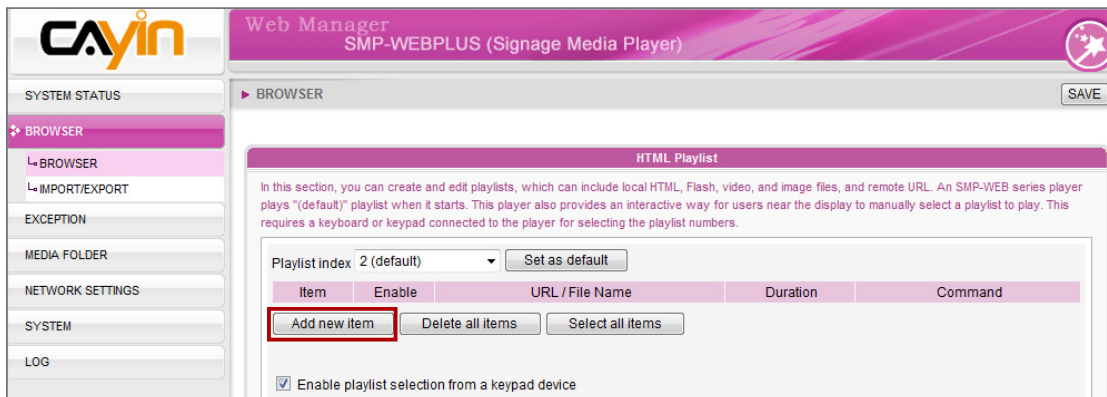 CAYIN
Web Manager
SMP-WEBPLUS (Signage Media Player)
SYSTEM STATUS
BROWSER
BROWSER
IMPORT/EXPORT
EXCEPTION
MEDIA FOLDER
NETWORK SETTINGS
SYSTEM
LOG
BROWSER
SAVE
HTML Playlist
In this section, you can create and edit playlists, which can include local HTML, Flash, video, and image files, and remote URL. An SMP-WEB series player
plays "(default)" playlist when it starts. This player also provides an interactive way for users near the display to manually select a playlist to play. This
requires a keyboard or keypad connected to the player for selecting the playlist numbers.
Playlist index 2 (default) Set as default
Item Enable URL / File Name Duration Command
Add new item Delete all items Select all items
Enable playlist selection from a keypad device